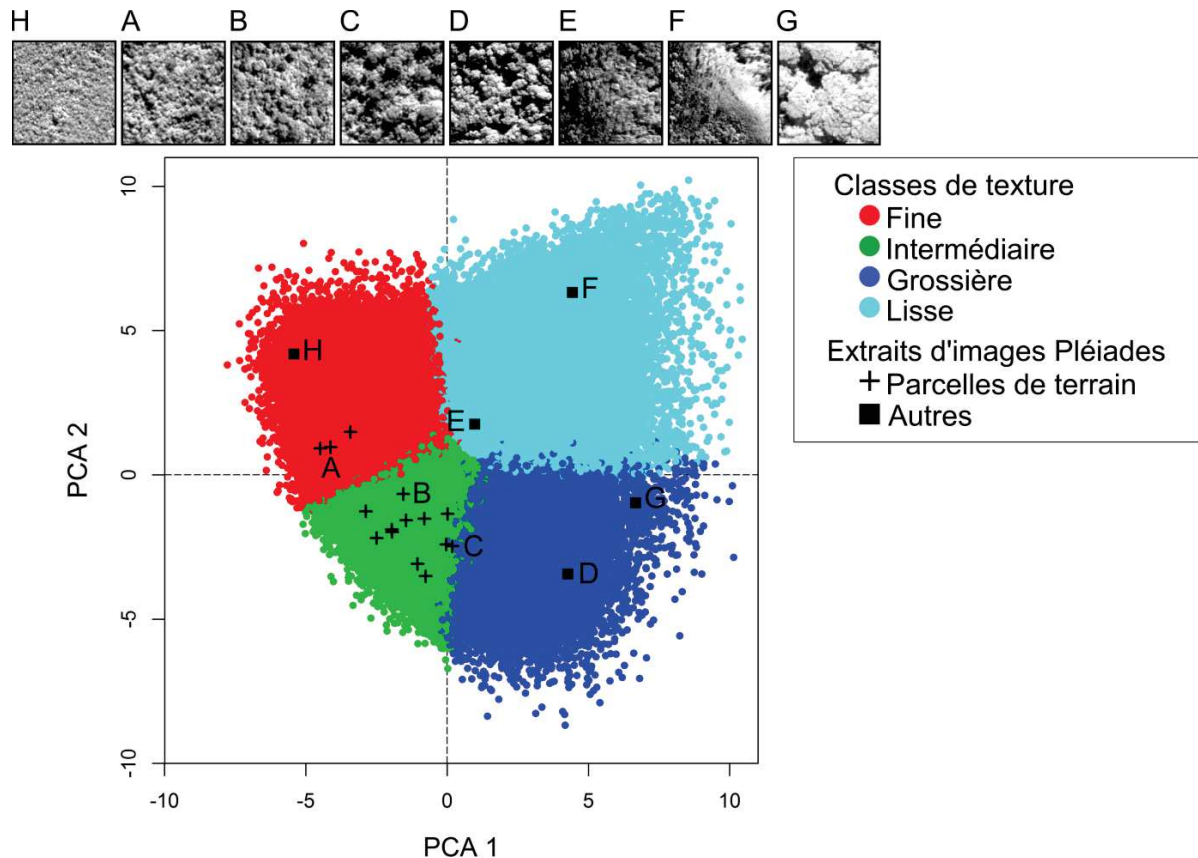 H A B C D E F G
Classes de texture
Fine
Intermédiaire
Grossière
Lisse
Extraits d'images Pléiades
Parcelles de terrain
Autres
10
5
0
-5
-10
PCA 2
H
F
E
A
B
C
G
D
-10 -5 0 5 10
PCA 1